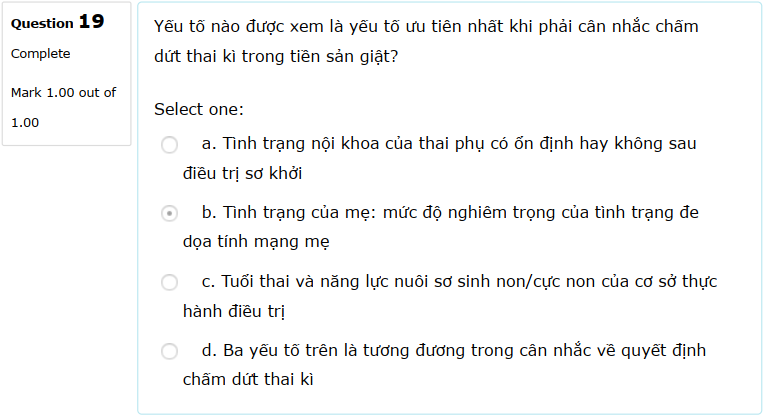 Question 19
Complete
Mark 1.00 out of
1.00
Yếu tố nào được xem là yếu tố ưu tiên nhất khi phải cân nhắc chấm
dứt thai kì trong tiền sản giật?
Select one:
a. Tình trạng nội khoa của thai phụ có ổn định hay không sau
điều trị sơ khởi
b. Tình trạng của mẹ: mức độ nghiêm trọng của tình trạng đe
dọa tính mạng mẹ
c. Tuổi thai và năng lực nuôi sơ sinh non/cực non của cơ sở thực
hành điều trị
d. Ba yếu tố trên là tương đương trong cân nhắc về quyết định
chấm dứt thai kì